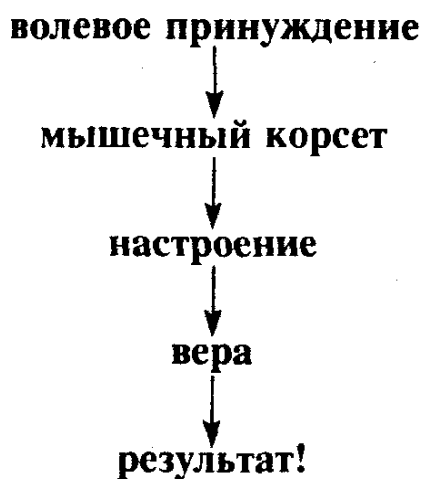 волевое принуждение
мышечный корсет
настроение
вера
результат!